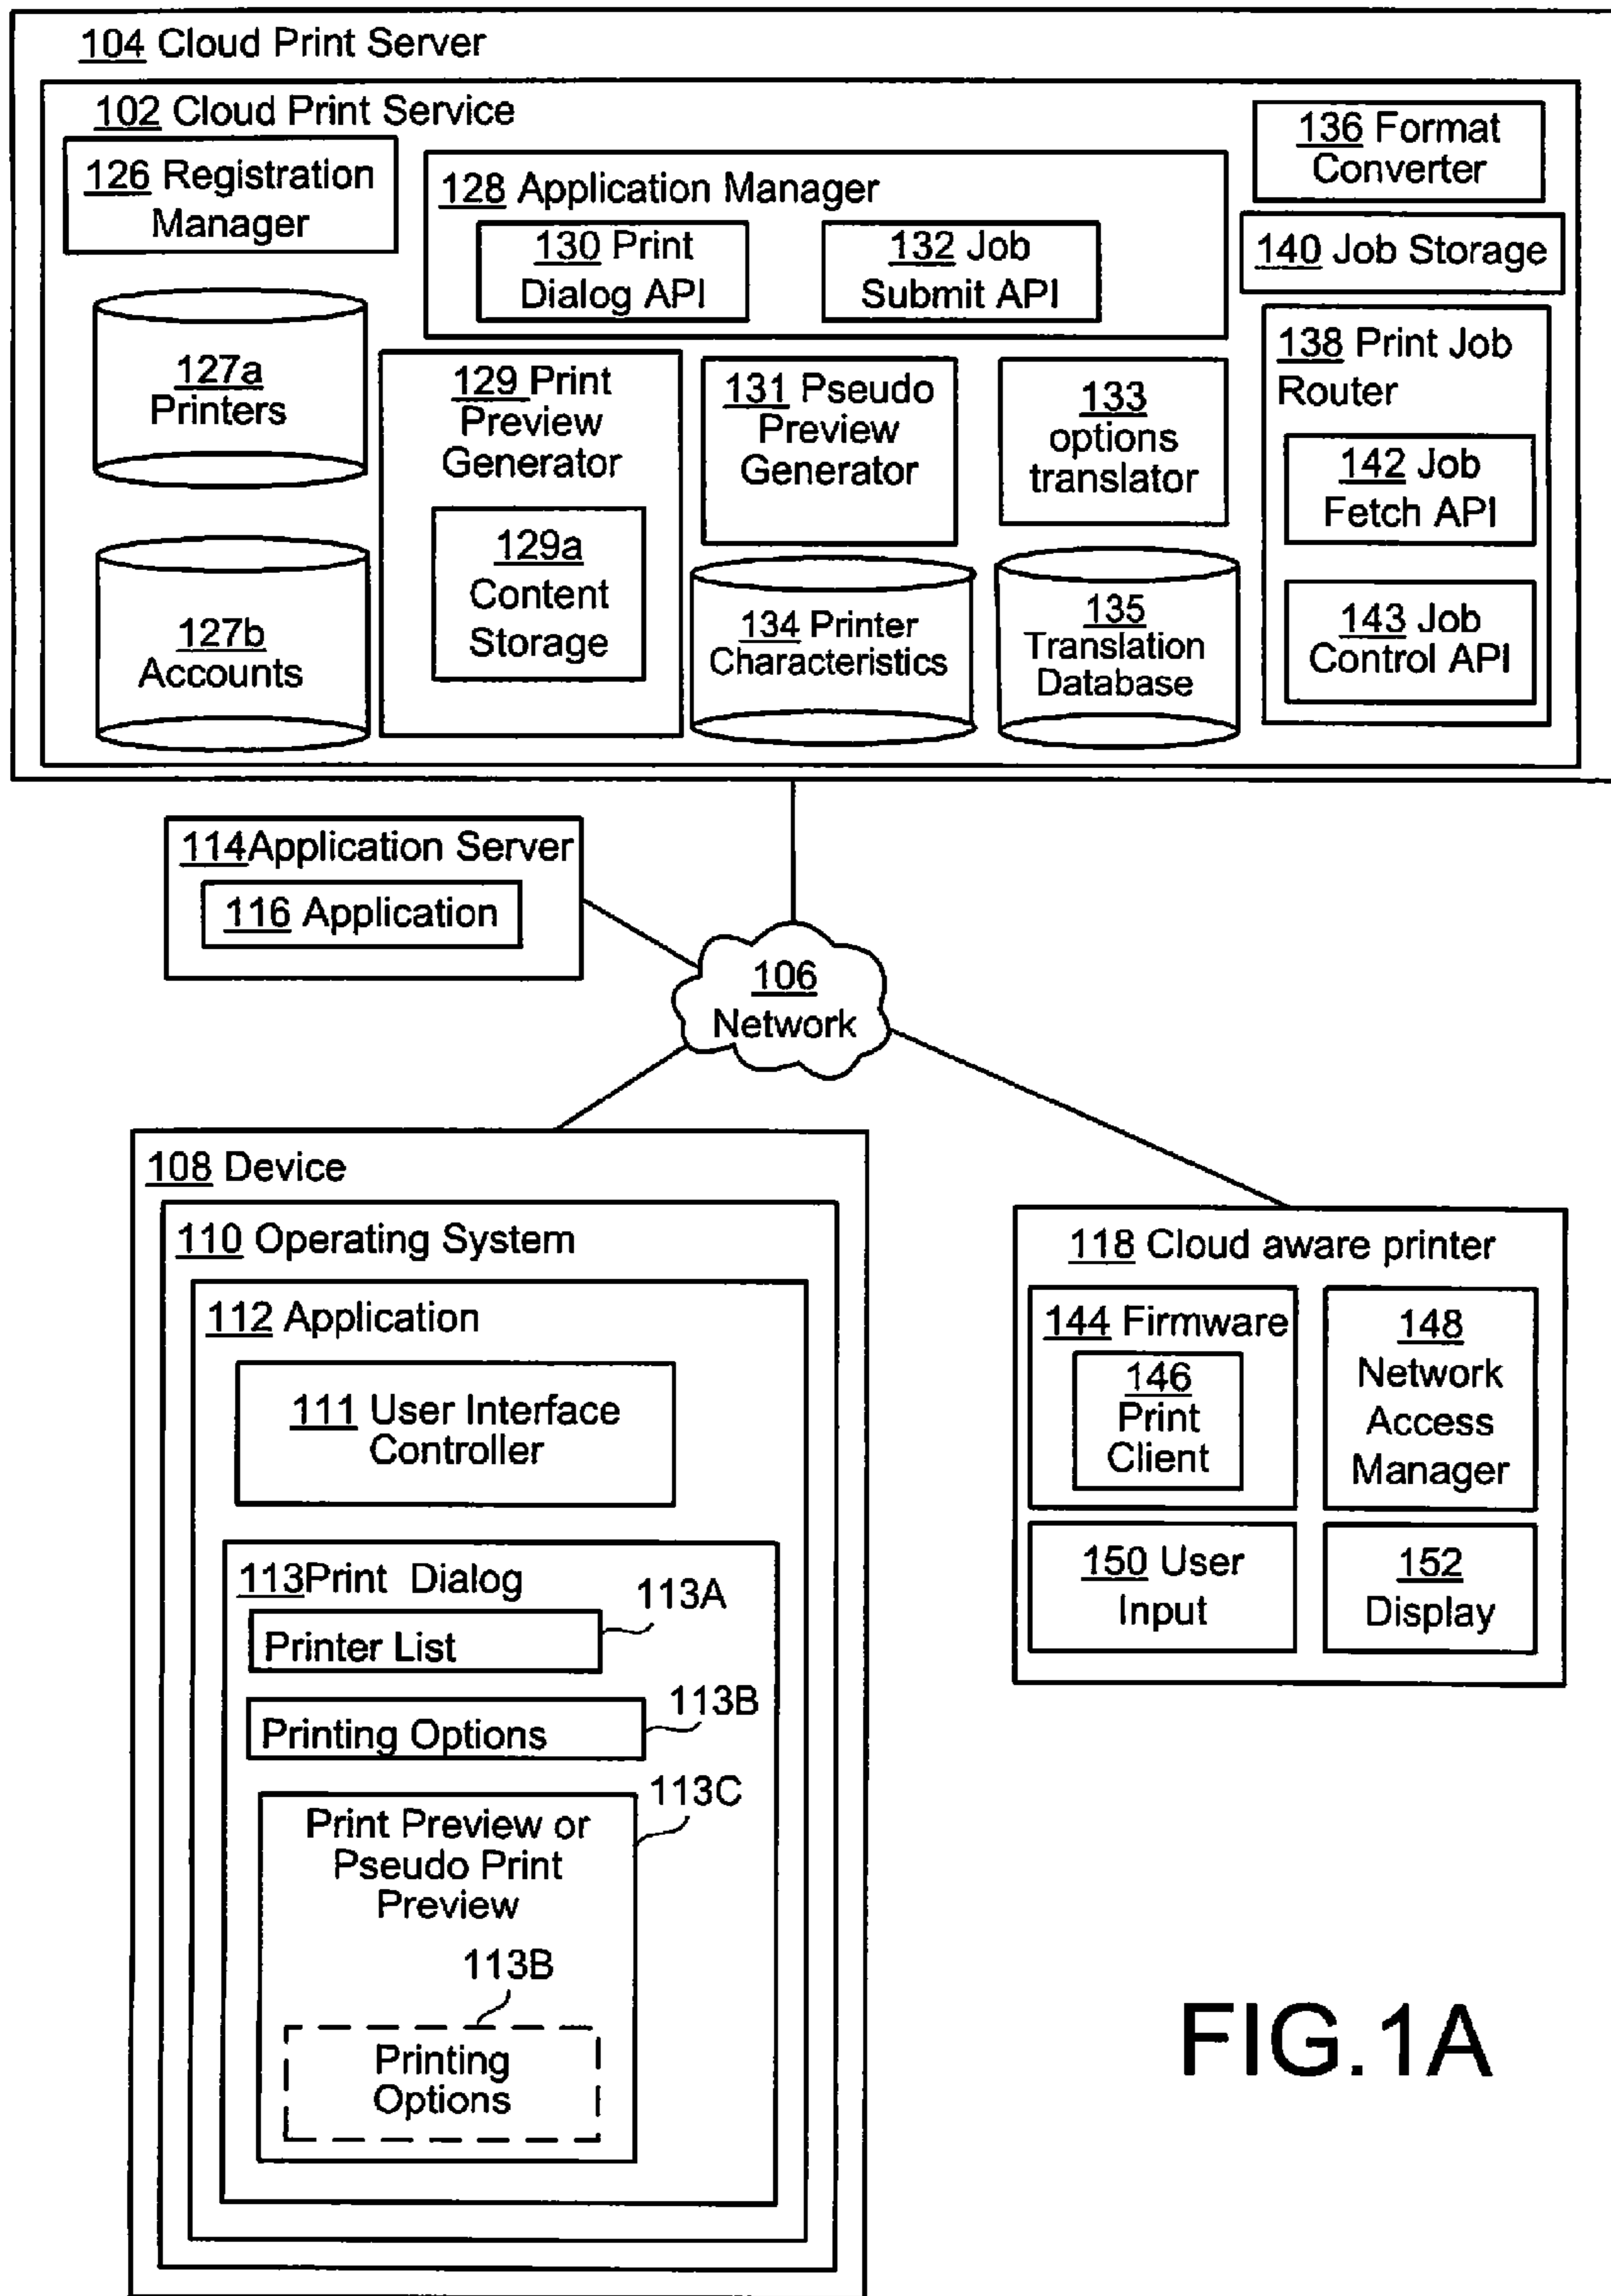 104 Cloud Print Server
102 Cloud Print Service
126 Registration
Manager
128 Application Manager
130 Print
Dialog API
132 Job
Submit API
136 Format
Converter
140 Job Storage
127a
Printers
127b
Accounts
129 Print
Preview
Generator
129a
Content
Storage
131 Pseudo
Preview
Generator
134 Printer
Characteristics
133
options
translator
135
Translation
Database
138 Print Job
Router
142 Job
Fetch API
143 Job
Control API
114Application Server
116 Application
106
Network
108 Device
110 Operating System
112 Application
111 User Interface
Controller
113Print Dialog
113A
Printer List
113B
Printing Options
113C
Print Preview or
Pseudo Print
Preview
113B
Printing
Options
118 Cloud aware printer
144 Firmware
146
Print
Client
148
Network
Access
Manager
150 User
Input
152
Display
FIG.1A